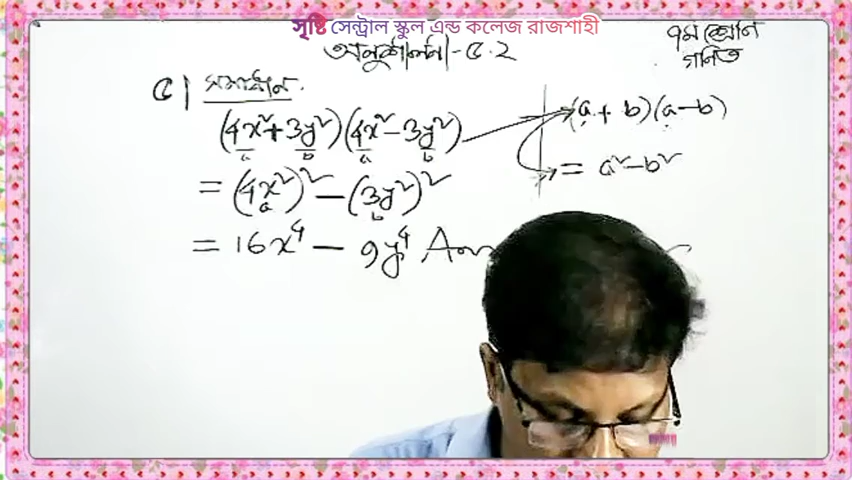 সৃষ্টি সেন্ট্রাল স্কুল এন্ড কলেজ রাজশাহী
অনুশীলনী-৫.২
৭ম শ্রেণি
গণিত
৫| সমাধান.
(4x²+3y²)(4x²-3y²)
a b a b
(a+b)(a-b)
= a²-b²
= (4x²)²-(3y²)²
a b
= 16x⁴ - 9y⁴ Ans